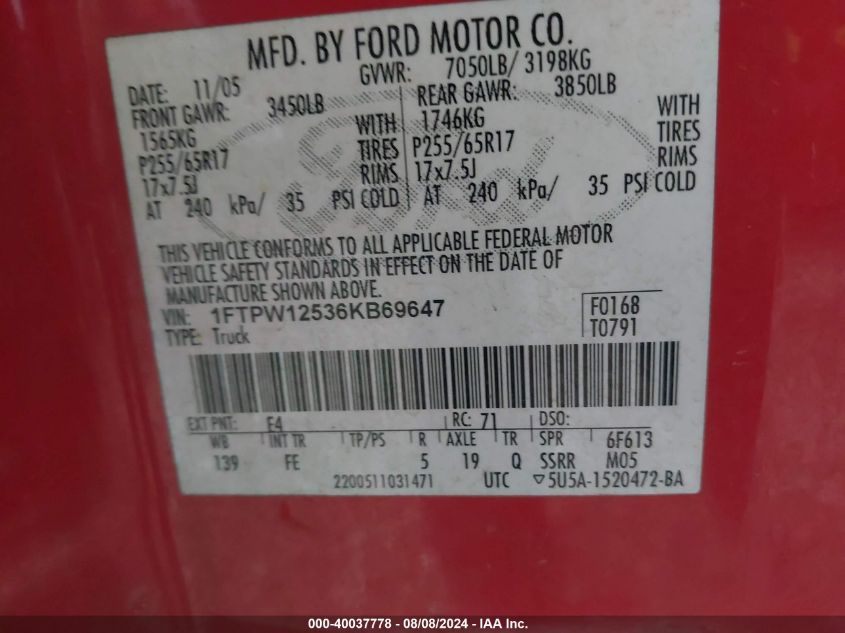 MFD. BY FORD MOTOR CO.
DATE: 11/05 GVWR: 7050LB/ 3198KG
FRONT GAWR: 3450LB REAR GAWR: 3850LB
1565KG WITH 1746KG WITH
P255/65R17 TIRES P255/65R17 TIRES
17x7.5J RIMS 17x7.5J RIMS
AT 240 kPa/ 35 PSI COLD AT 240 kPa/ 35 PSI COLD
Ford
THIS VEHICLE CONFORMS TO ALL APPLICABLE FEDERAL MOTOR
VEHICLE SAFETY STANDARDS IN EFFECT ON THE DATE OF
MANUFACTURE SHOWN ABOVE.
VIN: 1FTPW12536KB69647 F0168
TYPE: Truck T0791
EXT PNT: F4 RC: 71 DSO:
WB INT TR TP/PS R AXLE TR SPR 6F613
139 FE 5 19 Q SSRR M05
2200511031471 UTC ▽5U5A-1520472-BA
000-40037778 - 08/08/2024 - IAA Inc.